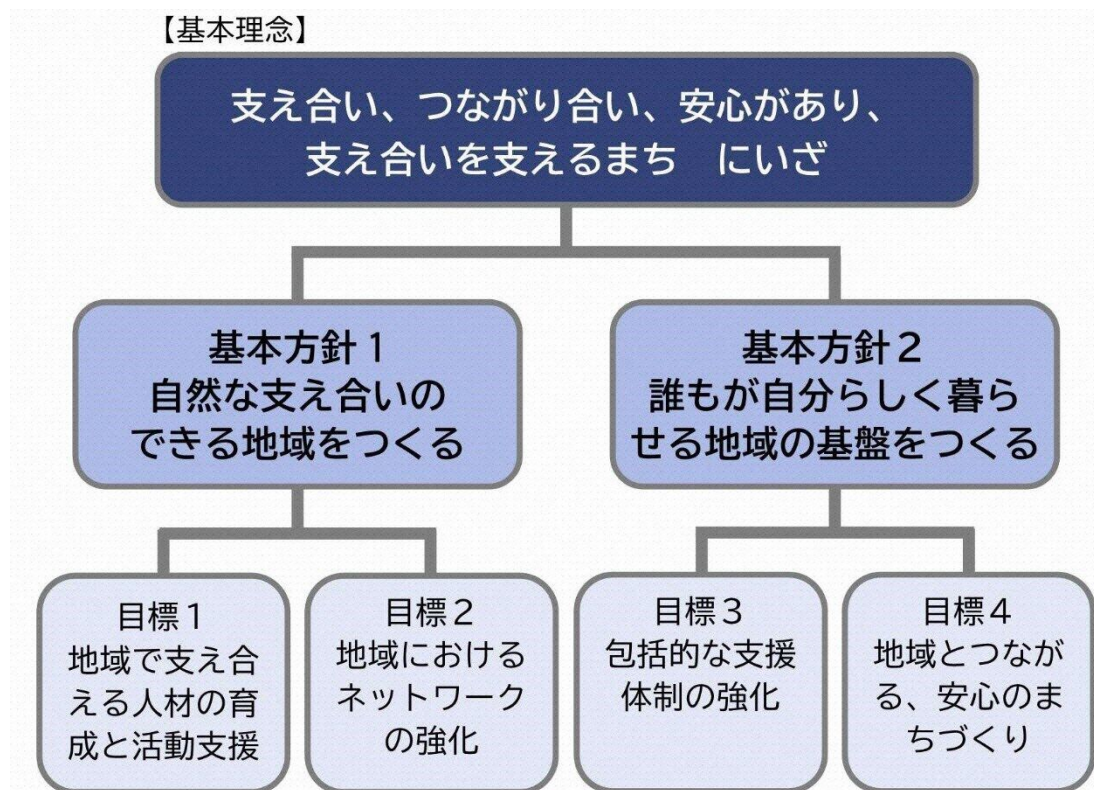 【基本理念】
支え合い、つながり合い、安心があり、
支え合いを支えるまち　にいざ
基本方針１
自然な支え合いの
できる地域をつくる
基本方針２
誰もが自分らしく暮ら
せる地域の基盤をつくる
目標１
地域で支え合
える人材の育
成と活動支援
目標２
地域における
ネットワーク
の強化
目標３
包括的な支援
体制の強化
目標４
地域とつなが
る、安心のま
ちづくり